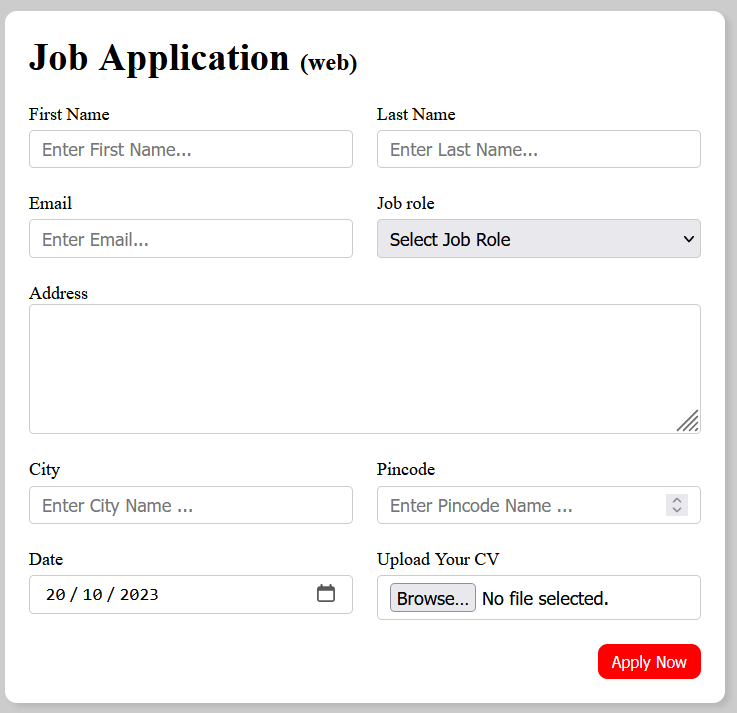 Job Application (web)
First Name
Last Name
Enter First Name...
Enter Last Name...
Email
Job role
Enter Email...
Select Job Role
Address
City
Pincode
Enter City Name ...
Enter Pincode Name ...
Date
Upload Your CV
20 / 10 / 2023
Browse... No file selected.
Apply Now